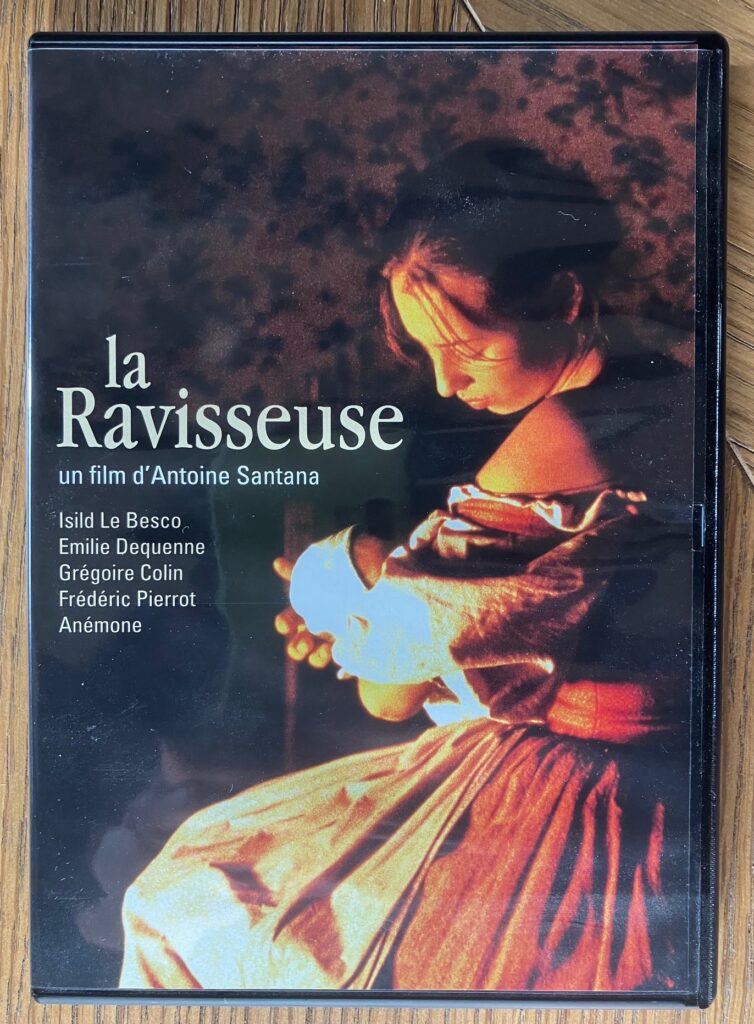 la
Ravisseuse
un film d'Antoine Santana
Isild Le Besco
Emilie Dequenne
Grégoire Colin
Frédéric Pierrot
Anémone